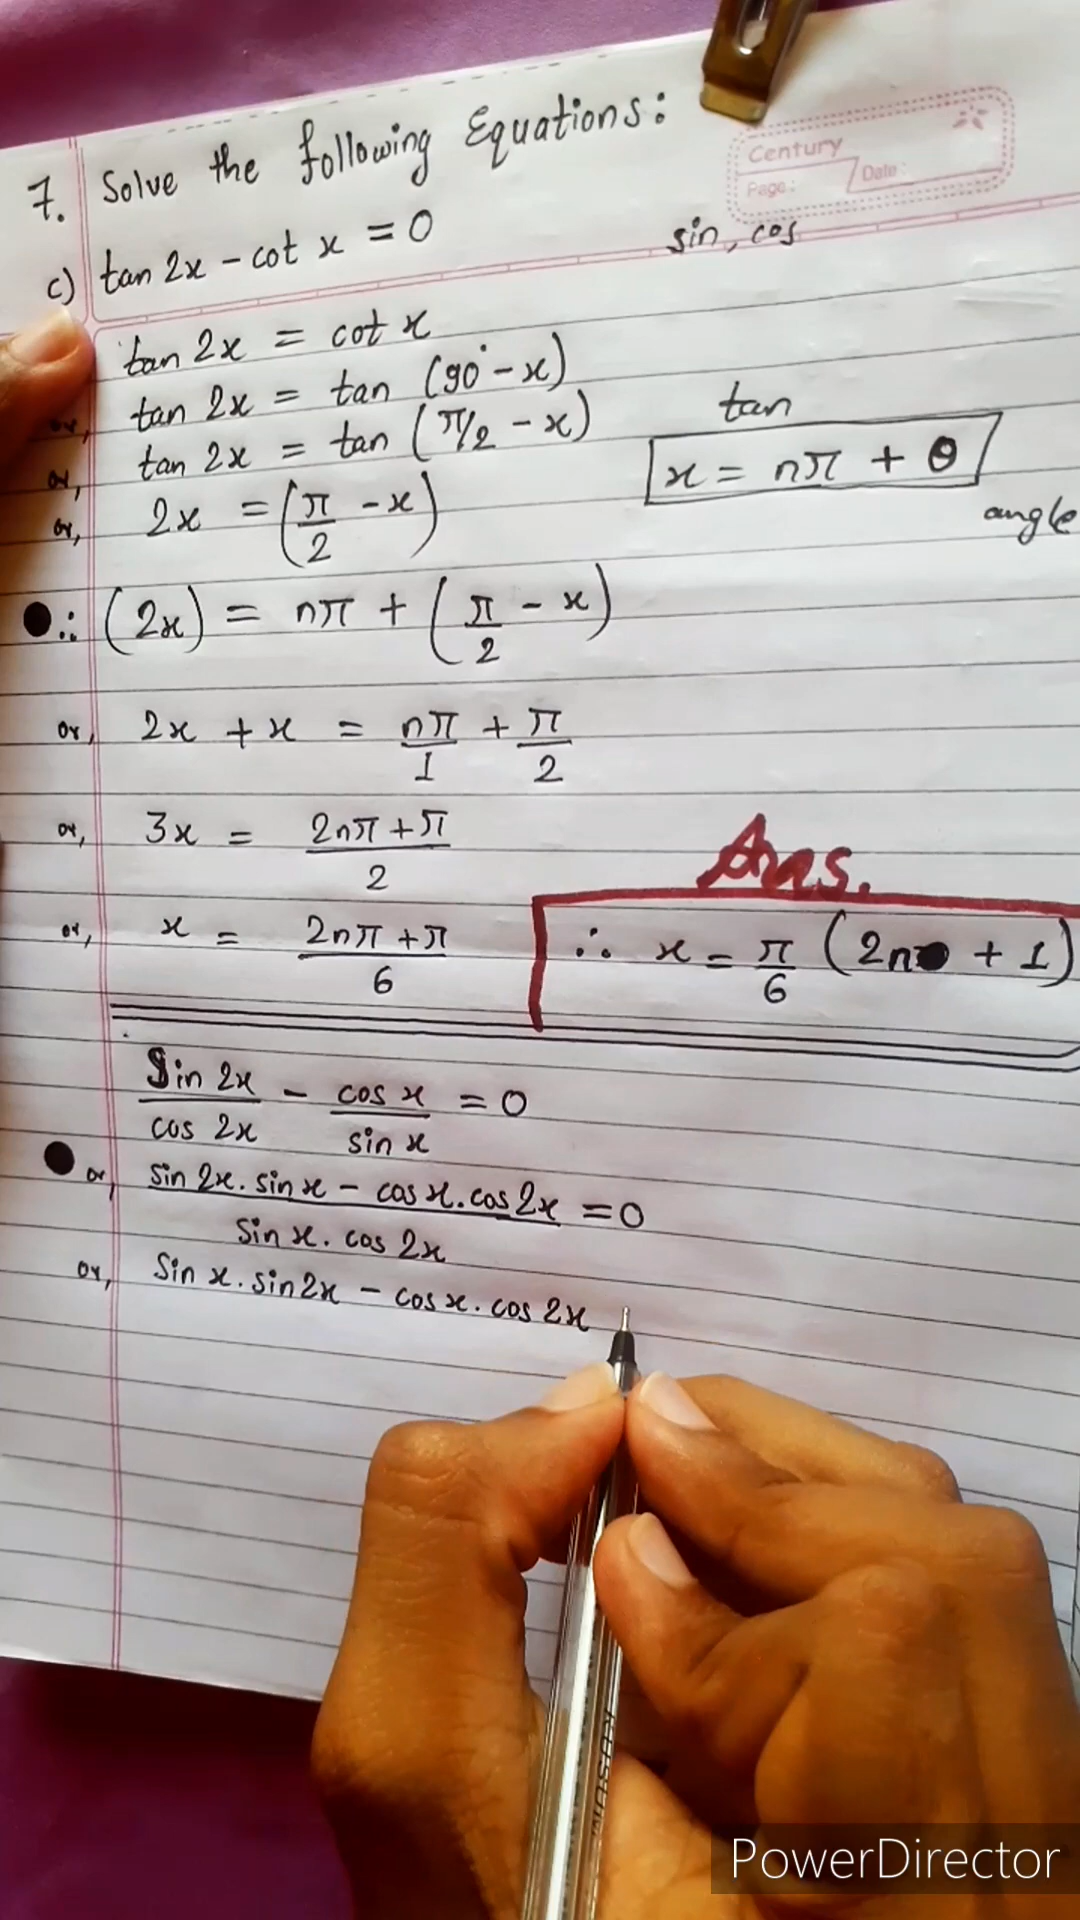 7. Solve the following Equations:
Century
Page: Date:
c) tan 2x - cot x = 0
sin, cos
tan 2x = cot x
or, tan 2x = tan (90° - x)
or, tan 2x = tan (π/2 - x)
or, 2x = (π/2 - x)
tan
x = nπ + θ
angle
∴ (2x) = nπ + (π/2 - x)
or, 2x + x = nπ/1 + π/2
or, 3x = 2nπ + π/2
or, x = 2nπ + π/6
Ans.
∴ x = π/6 (2n + 1)
Sin 2x/cos 2x - cos x/sin x = 0
or, sin 2x. sin x - cos x. cos 2x/Sin x. cos 2x = 0
or, Sin x. sin 2x - cos x. cos 2x
PowerDirector